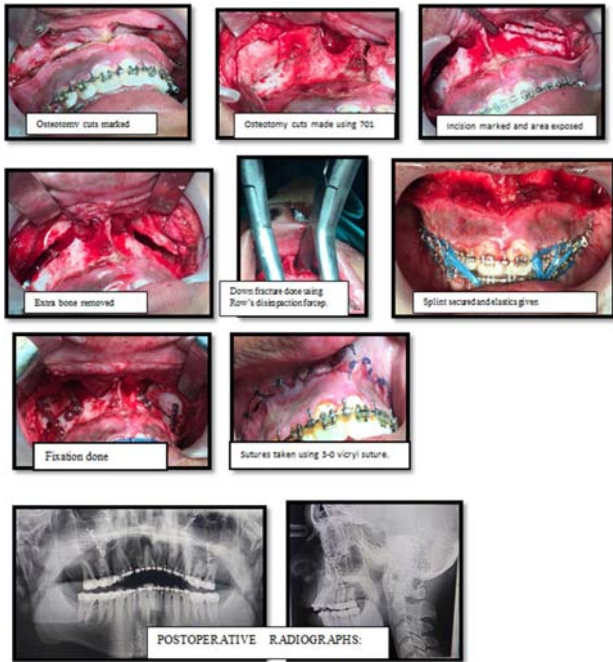 Osteotomy cuts marked
Osteotomy cuts made using 701
Incision marked and area exposed
Extra bone removed
Down fracture done using
Row's disimpaction forcep.
Splint secured and elastics given
Fixation done
Sutures taken using 3-0 vicryl suture.
POSTOPERATIVE RADIOGRAPHS: